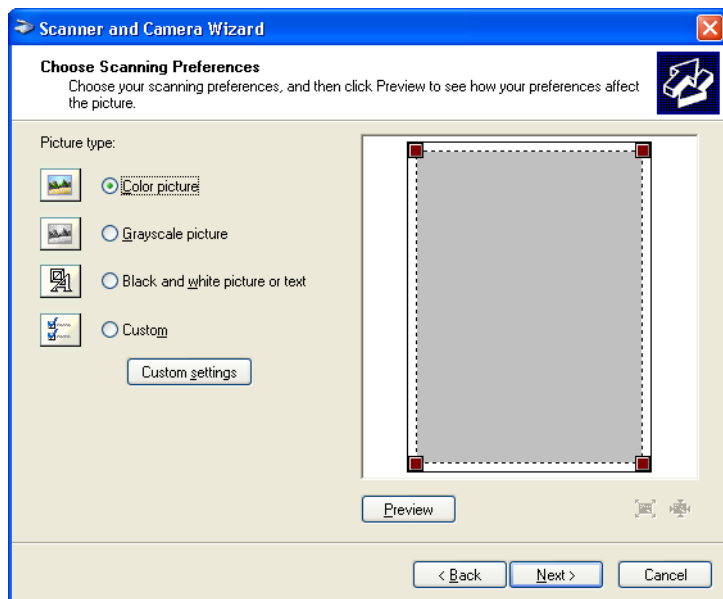 Scanner and Camera Wizard
Choose Scanning Preferences
Choose your scanning preferences, and then click Preview to see how your preferences affect
the picture.
Picture type:
Color picture
Grayscale picture
Black and white picture or text
Custom
Custom settings
Preview
< Back
Next >
Cancel